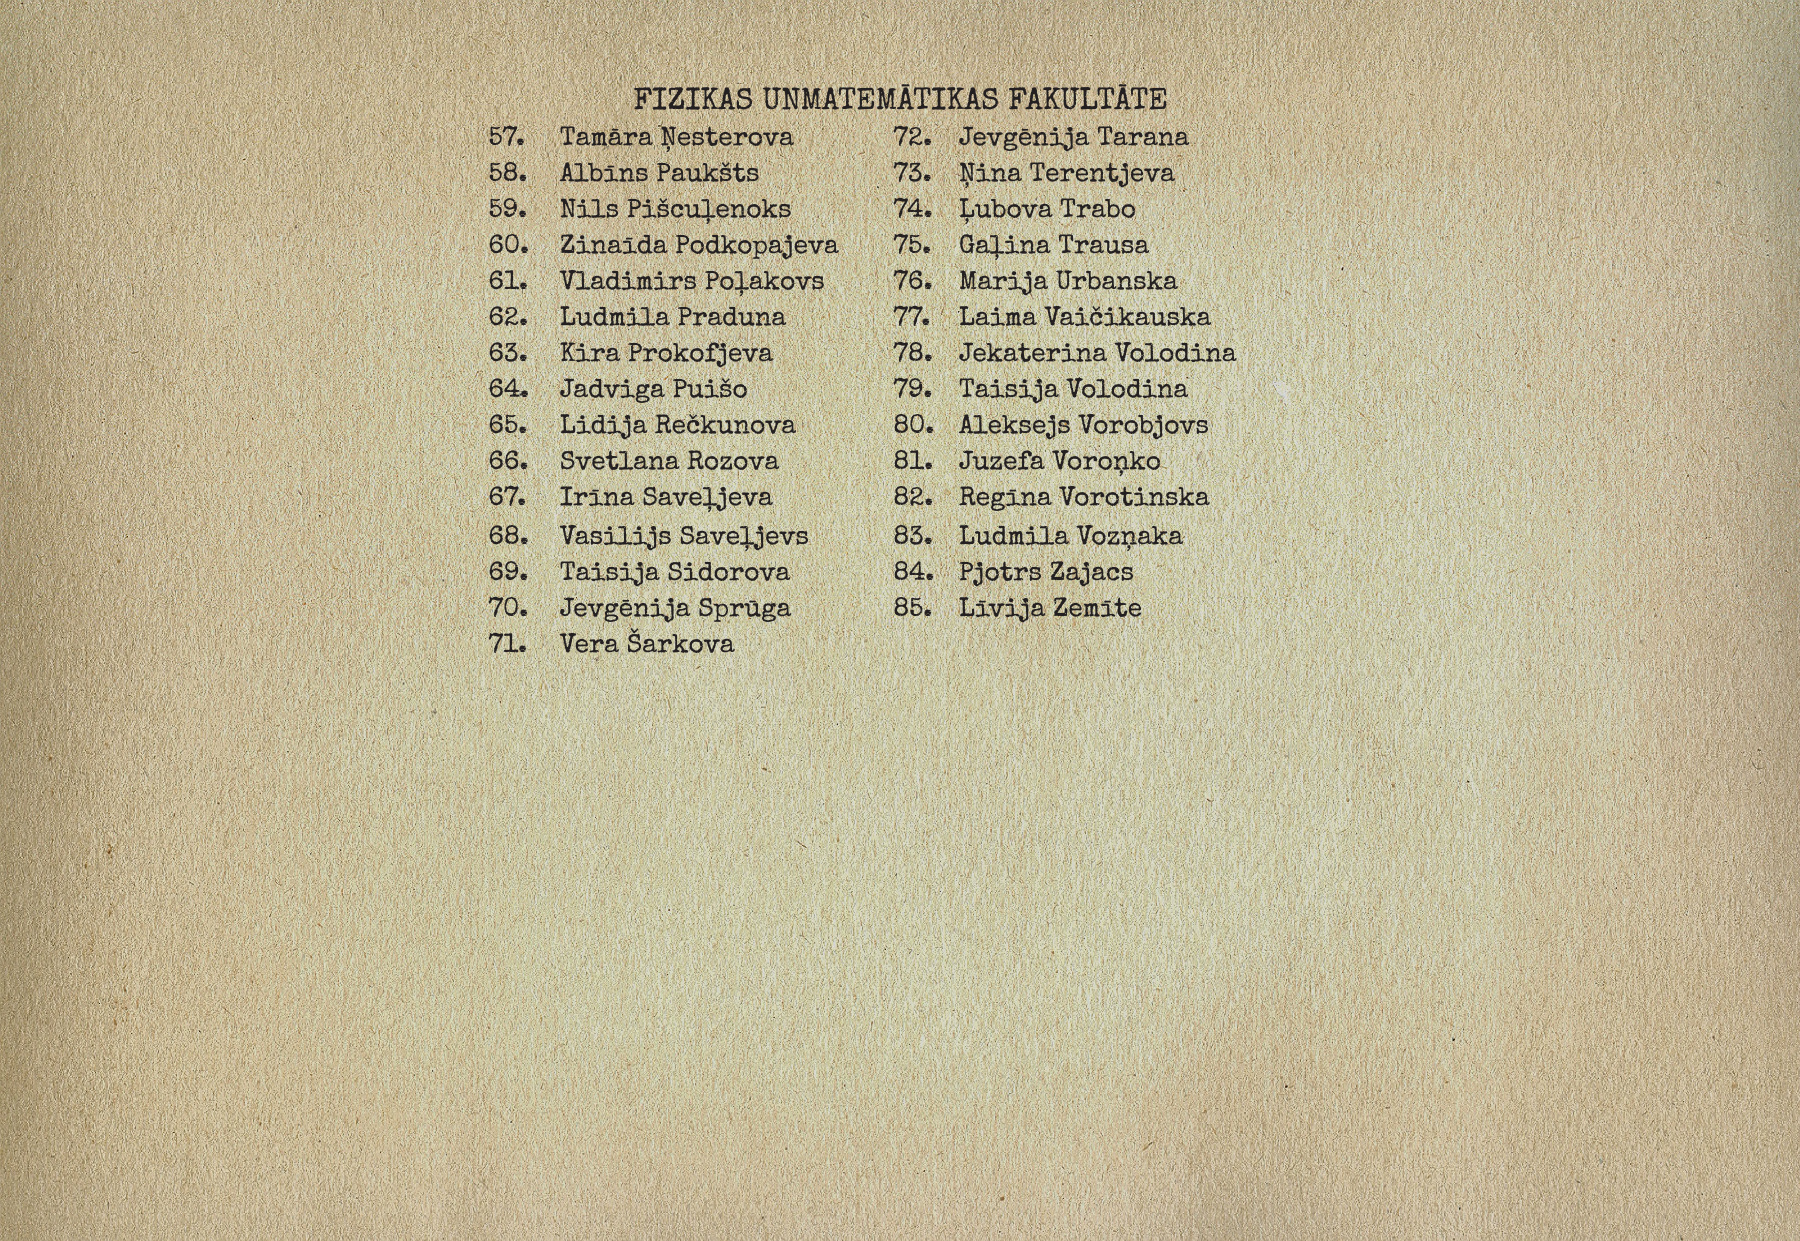 FIZIKAS UNMATEMĀTIKAS FAKULTĀTE
57. Tamāra Ņesterova
58. Albīns Paukšts
59. Nils Pišcuļenoks
60. Zinaīda Podkopajeva
61. Vladimirs Poļakovs
62. Ludmila Praduna
63. Kira Prokofjeva
64. Jadviga Puišo
65. Lidija Rečkunova
66. Svetlana Rozova
67. Irīna Saveļjeva
68. Vasilijs Saveļjevs
69. Taisija Sidorova
70. Jevgēnija Sprūga
71. Vera Šarkova
72. Jevgēnija Tarana
73. Ņina Terentjeva
74. Ļubova Trabo
75. Gaļina Trausa
76. Marija Urbanska
77. Laima Vaičikauska
78. Jekaterina Volodina
79. Taisija Volodina
80. Aleksejs Vorobjovs
81. Juzefa Voroņko
82. Regīna Vorotinska
83. Ludmila Vozņaka
84. Pjotrs Zajacs
85. Līvija Zemīte